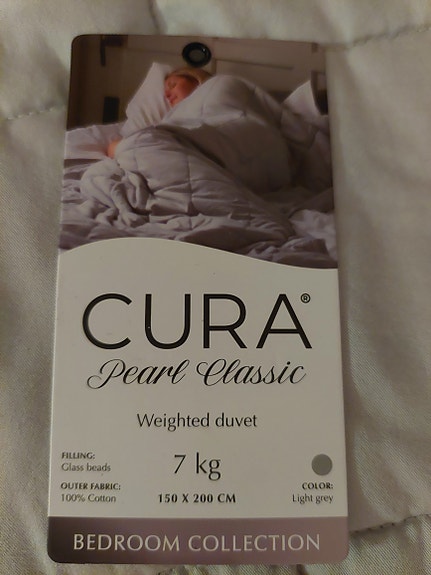 CURA®
Pearl Classic
Weighted duvet
FILLING:
Glass beads
7 kg
OUTER FABRIC:
100% Cotton
150 X 200 CM
COLOR:
Light grey
BEDROOM COLLECTION